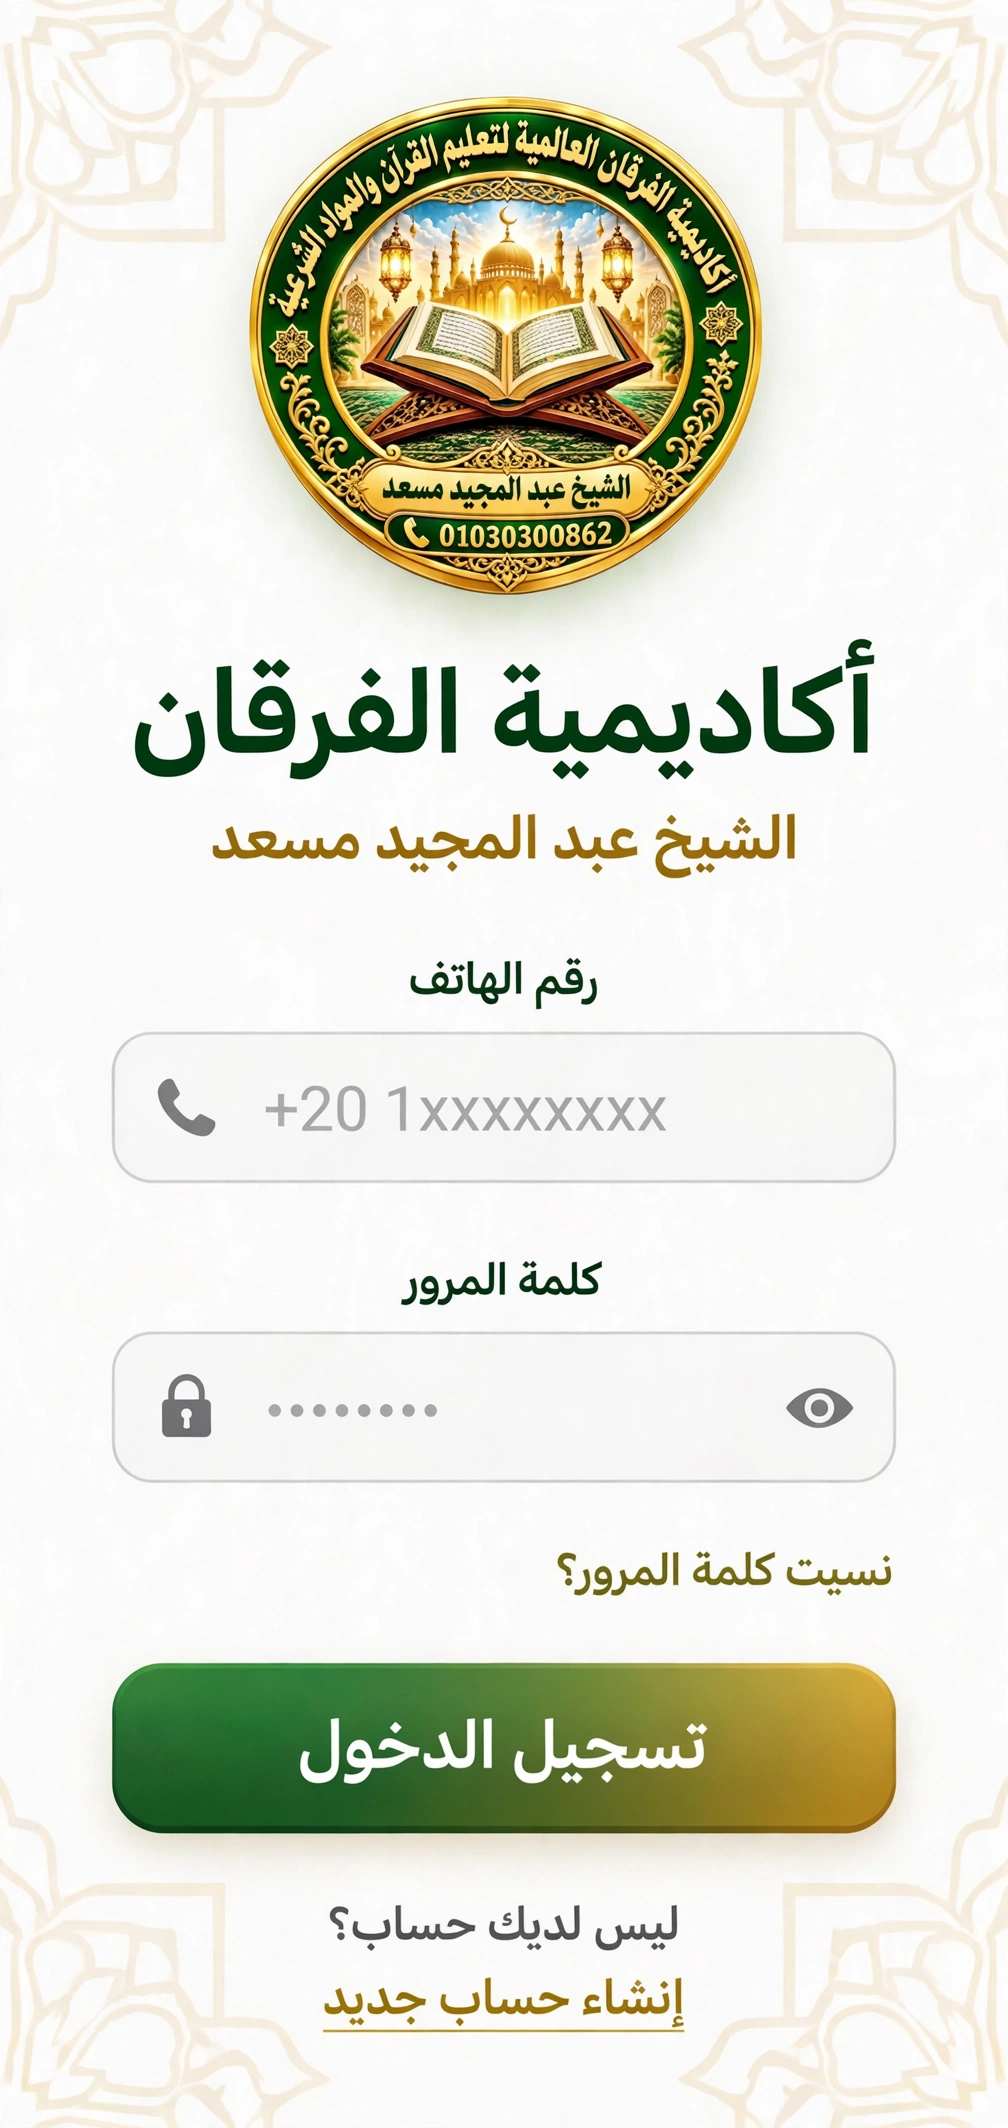 أكاديمية الفرقان العالمية لتعليم القرآن والمواد الشرعية
الشيخ عبد المجيد مسعد
01030300862
أكاديمية الفرقان
الشيخ عبد المجيد مسعد
رقم الهاتف
+20 1xxxxxxxx
كلمة المرور
نسيت كلمة المرور؟
تسجيل الدخول
ليس لديك حساب؟
إنشاء حساب جديد